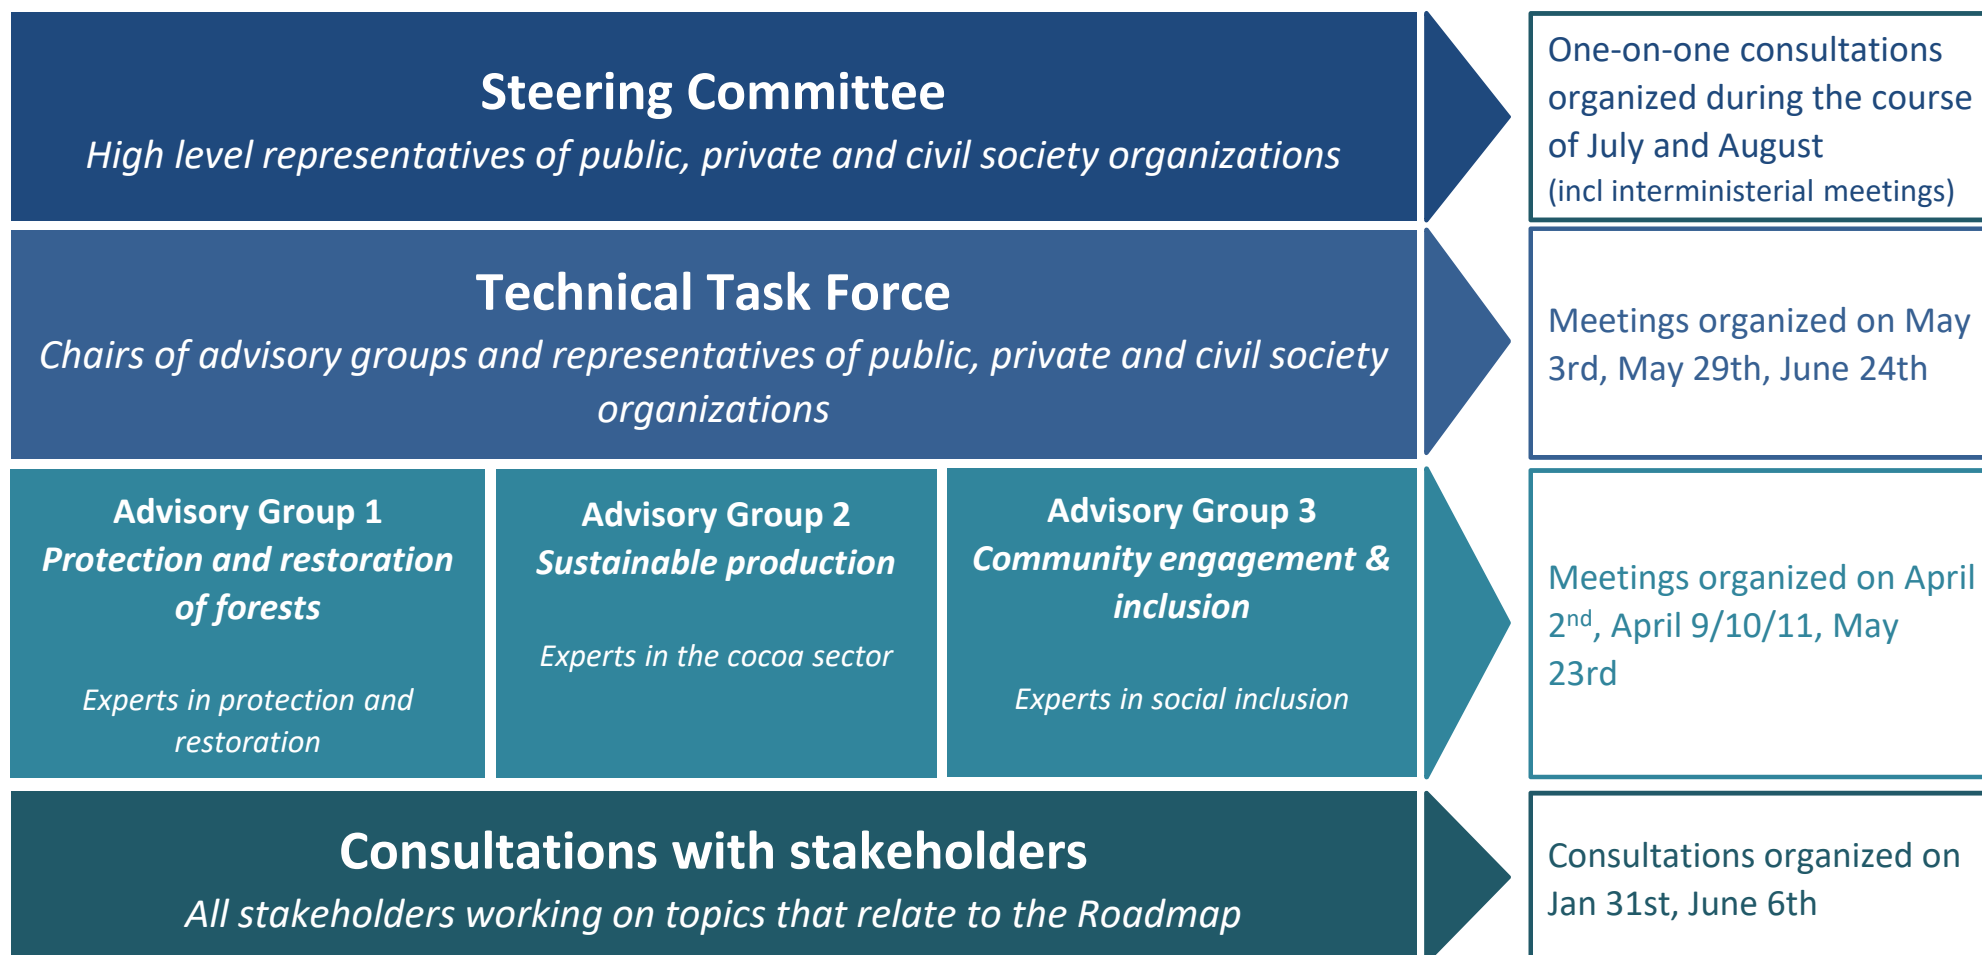 Steering Committee
High level representatives of public, private and civil society organizations
One-on-one consultations
organized during the course
of July and August
(incl interministerial meetings)
Technical Task Force
Chairs of advisory groups and representatives of public, private and civil society
organizations
Meetings organized on May
3rd, May 29th, June 24th
Advisory Group 1
Protection and restoration
of forests
Experts in protection and
restoration
Advisory Group 2
Sustainable production
Experts in the cocoa sector
Advisory Group 3
Community engagement &
inclusion
Experts in social inclusion
Meetings organized on April
2nd, April 9/10/11, May
23rd
Consultations with stakeholders
All stakeholders working on topics that relate to the Roadmap
Consultations organized on
Jan 31st, June 6th